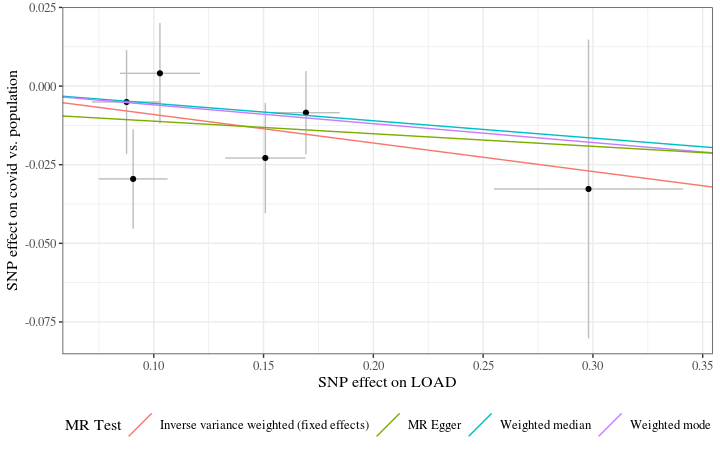 0.025
0.000
-0.025
-0.050
-0.075
SNP effect on covid vs. population
0.10 0.15 0.20 0.25 0.30 0.35
SNP effect on LOAD
MR Test Inverse variance weighted (fixed effects) MR Egger Weighted median Weighted mode